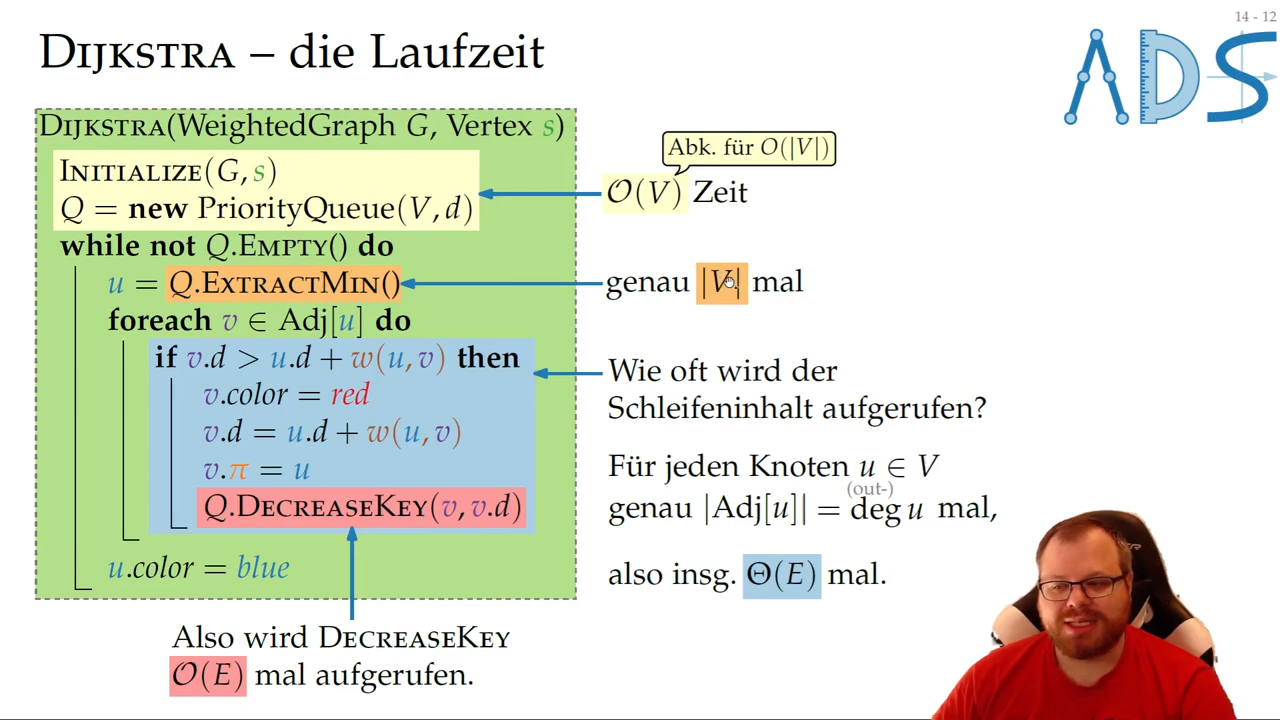 14 - 12
DIJKSTRA – die Laufzeit
ADS
DIJKSTRA(WeightedGraph G, Vertex s)
INITIALIZE(G, s)
Q = new PriorityQueue(V, d)
while not Q.EMPTY() do
u = Q.EXTRACTMIN()
foreach v ∈ Adj[u] do
if v.d > u.d + w(u, v) then
v.color = red
v.d = u.d + w(u, v)
v.π = u
Q.DECREASEKEY(v, v.d)
u.color = blue
Also wird DECREASEKEY
O(E) mal aufgerufen.
Abk. für O(|V|)
O(V) Zeit
genau |V| mal
Wie oft wird der
Schleifeninhalt aufgerufen?
Für jeden Knoten u ∈ V
(out-)
genau |Adj[u]| = deg u mal,
also insg. Θ(E) mal.